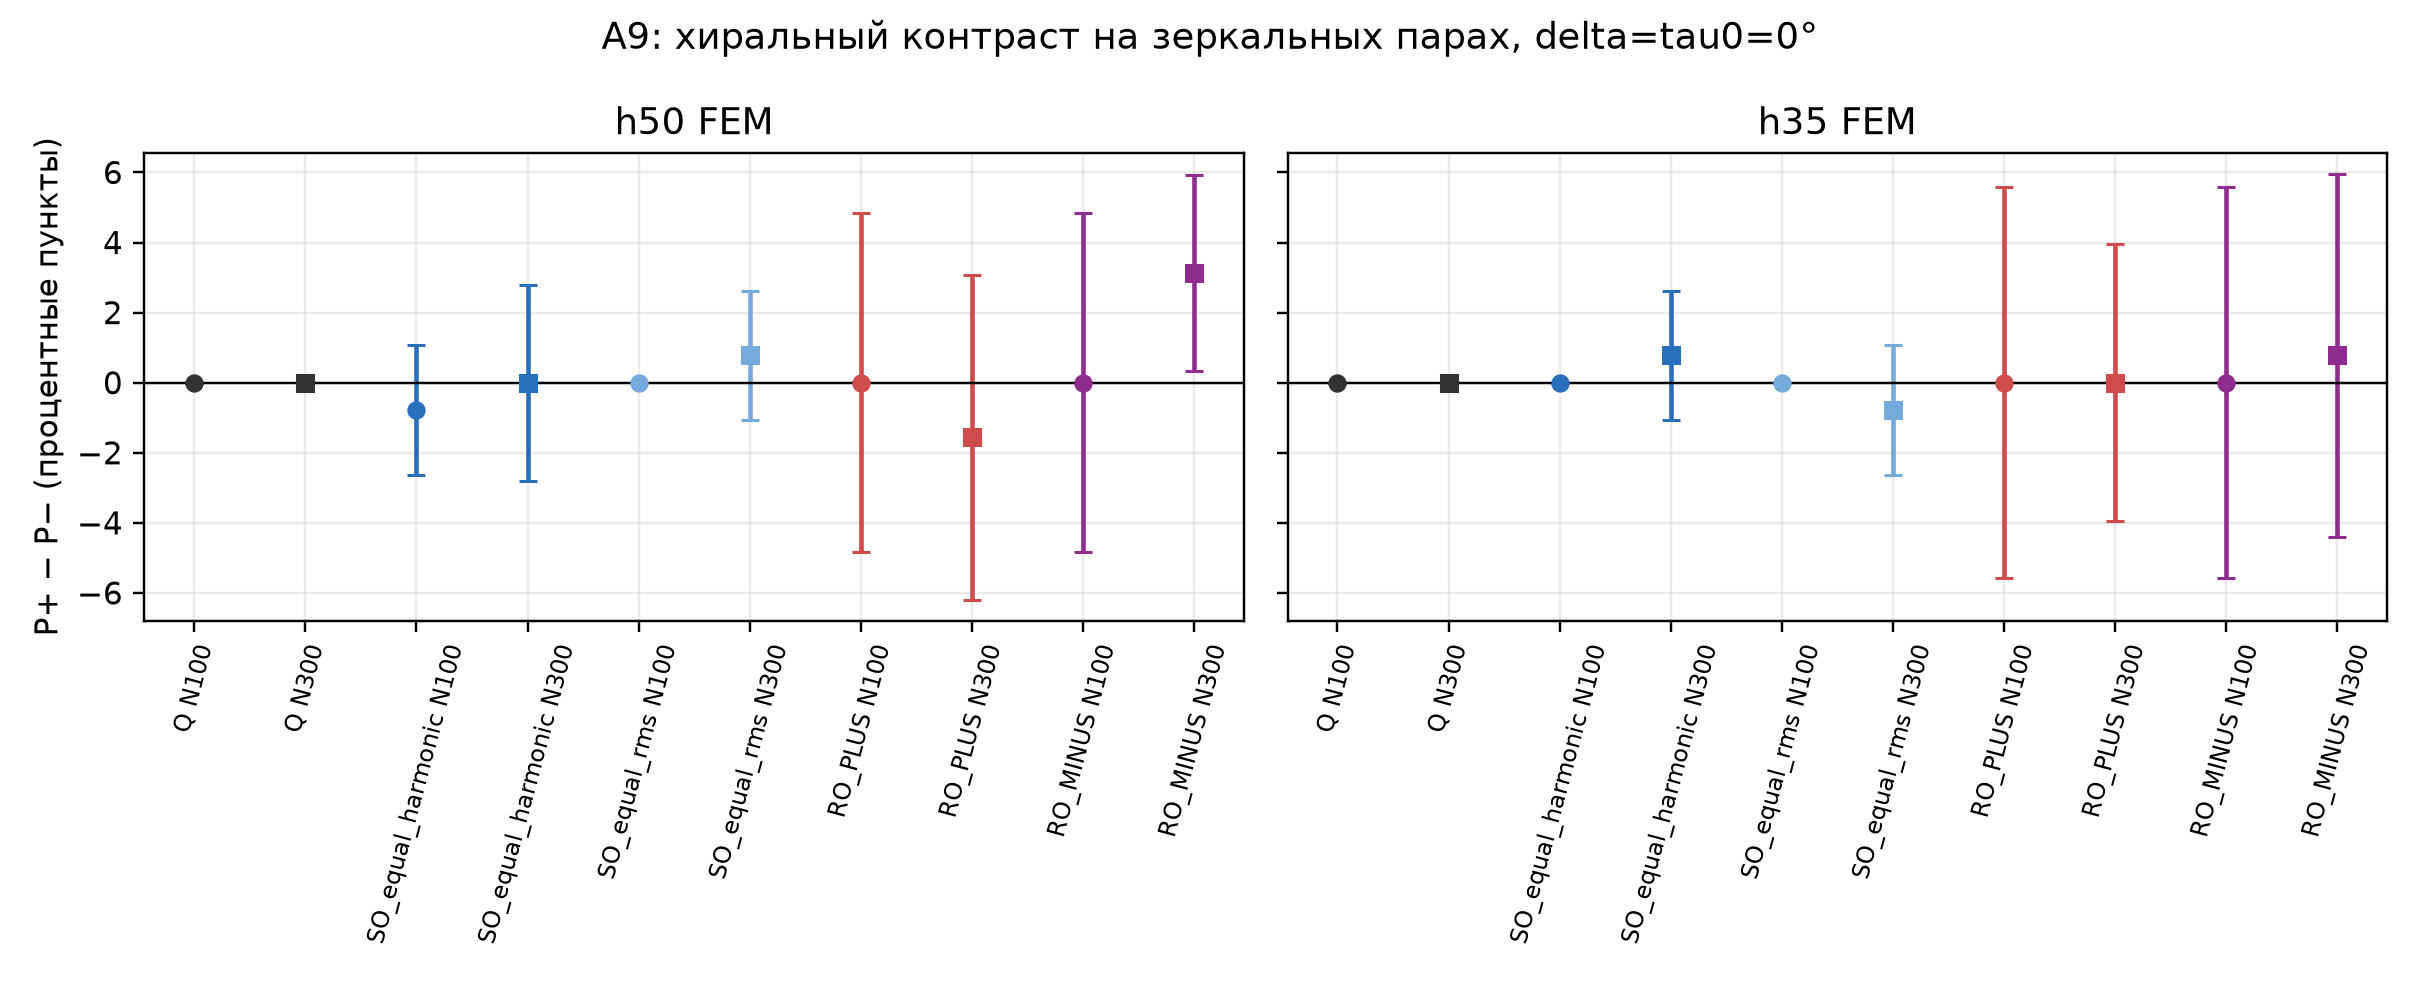 A9: хиральный контраст на зеркальных парах, delta=tau0=0°
h50 FEM
h35 FEM
P+ − P− (процентные пункты)
6
4
2
0
−2
−4
−6
Q N100
Q N300
SO_equal_harmonic N100
SO_equal_harmonic N300
SO_equal_rms N100
SO_equal_rms N300
RO_PLUS N100
RO_PLUS N300
RO_MINUS N100
RO_MINUS N300
Q N100
Q N300
SO_equal_harmonic N100
SO_equal_harmonic N300
SO_equal_rms N100
SO_equal_rms N300
RO_PLUS N100
RO_PLUS N300
RO_MINUS N100
RO_MINUS N300